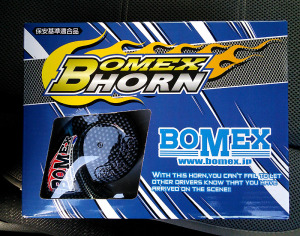 保安基準適合品
BOMEX
HORN
BOMEX
www.bomex.jp
WITH THIS HORN,YOU CAN'T FAIL TO LET
OTHER DRIVERS KNOW THAT YOU HAVE
ARRIVED ON THE SCENE!!
BOMEX